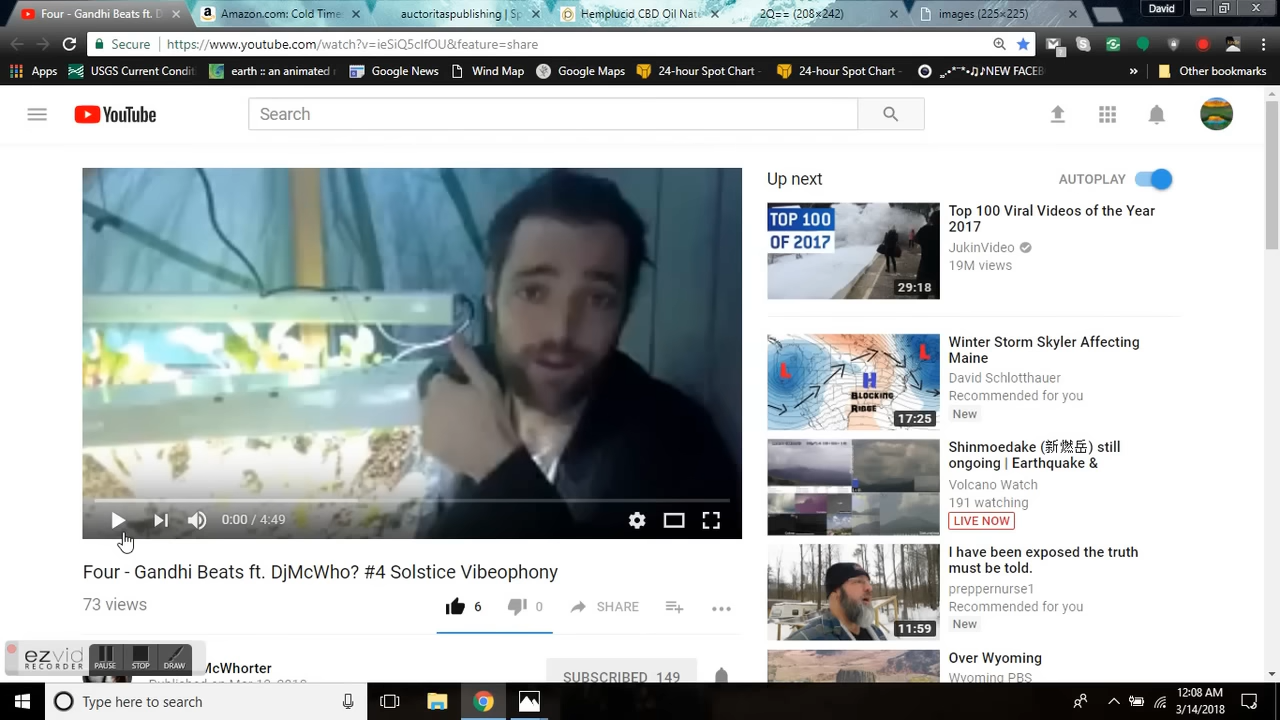 Four - Gandhi Beats ft. D
Amazon.com: Cold Time
auctoritaspublishing | Sp
Hemplucid CBD Oil Nat
2Q== (208×242)
images (225×225)
David
Secure
https://www.youtube.com/watch?v=ieSiQ5cIfOU&feature=share
Apps
USGS Current Condit
earth :: an animated
Google News
Wind Map
Google Maps
24-hour Spot Chart -
24-hour Spot Chart -
NEW FACEB
»
Other bookmarks
YouTube
Search
Up next
AUTOPLAY
TOP 100
OF 2017
29:18
Top 100 Viral Videos of the Year
2017
JukinVideo
19M views
BLOCKING
RIDGE
H
L
L
17:25
Winter Storm Skyler Affecting
Maine
David Schlotthauer
Recommended for you
New
Shinmoedake (新燃岳) still
ongoing | Earthquake &
Volcano Watch
191 watching
LIVE NOW
11:59
I have been exposed the truth
must be told.
preppernurse1
Recommended for you
New
Over Wyoming
Wyoming PBS
0:00 / 4:49
Four - Gandhi Beats ft. DjMcWho? #4 Solstice Vibeophony
73 views
6
0
SHARE
McWhorter
SUBSCRIBED 149
ezvid
RECORDER
PAUSE
STOP
DRAW
Type here to search
12:08 AM
3/14/2018